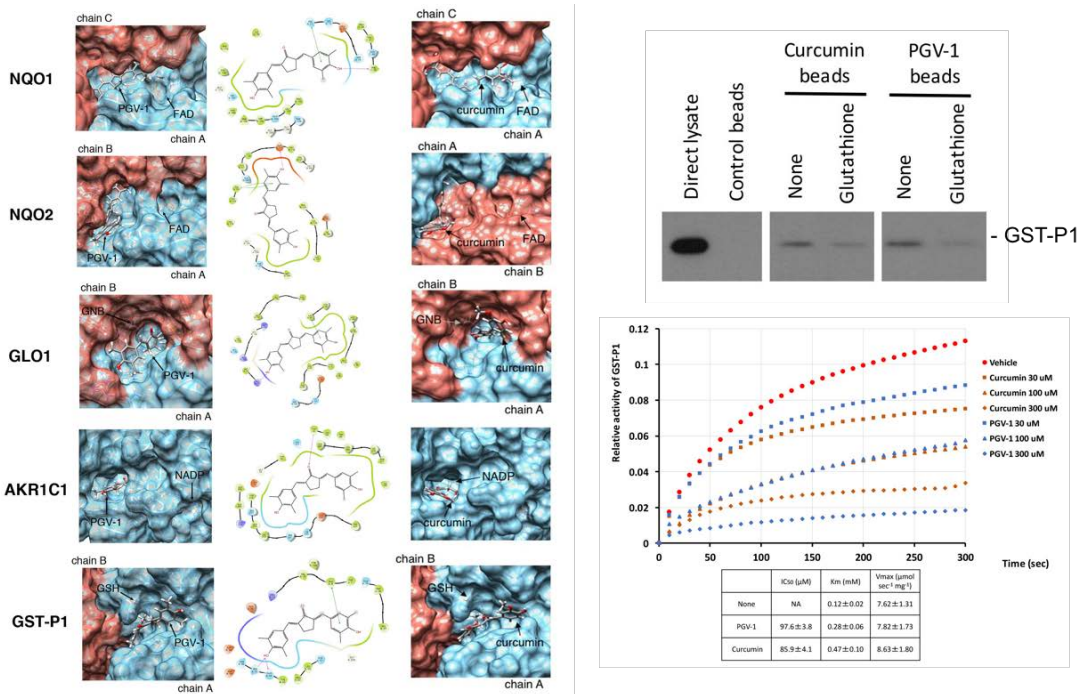 chain C
chain C
NQO1
PGV-1
FAD
curcumin
FAD
chain A
chain A
chain B
chain A
NQO2
FAD
PGV-1
curcumin
FAD
chain A
chain B
chain B
chain B
GNB
GNB
GLO1
PGV-1
chain A
chain A
AKR1C1
NADP
NADP
PGV-1
curcumin
chain B
chain B
GSH
GSH
GST-P1
PGV-1
curcumin
chain A
chain A
Curcumin beads
PGV-1 beads
Direct lysate
Control beads
None
Glutathione
None
Glutathione
- GST-P1
Relative activity of GST-P1
0.12
0.1
0.08
0.06
0.04
0.02
0
0 50 100 150 200 250 300
Time (sec)
Vehicle
Curcumin 30 uM
Curcumin 100 uM
Curcumin 300 uM
PGV-1 30 uM
PGV-1 100 uM
PGV-1 300 uM
IC50 (μM) Km (mM) Vmax (μmol sec-1 mg-1)
None NA 0.12±0.02 7.62±1.31
PGV-1 97.6±3.8 0.28±0.06 7.82±1.73
Curcumin 85.9±4.1 0.47±0.10 8.63±1.80